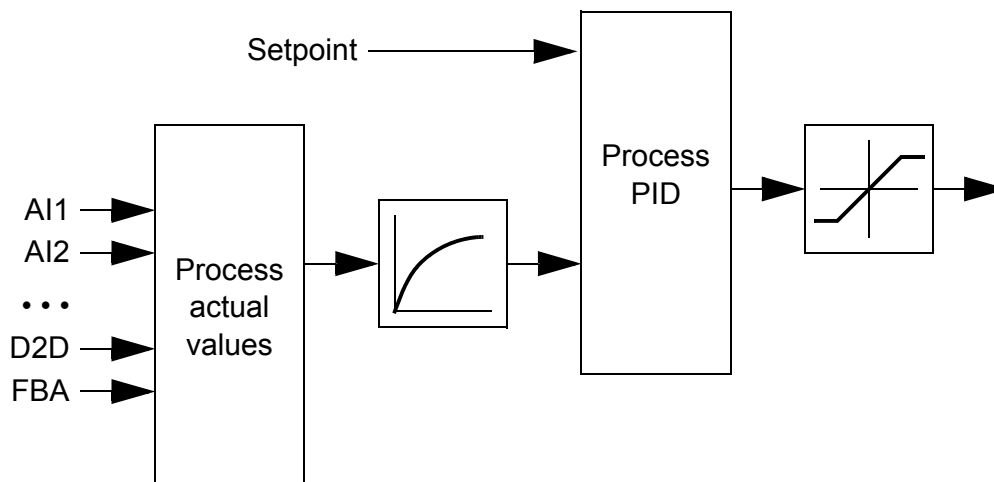 Setpoint
Process
PID
AI1
AI2
• • •
D2D
FBA
Process
actual
values